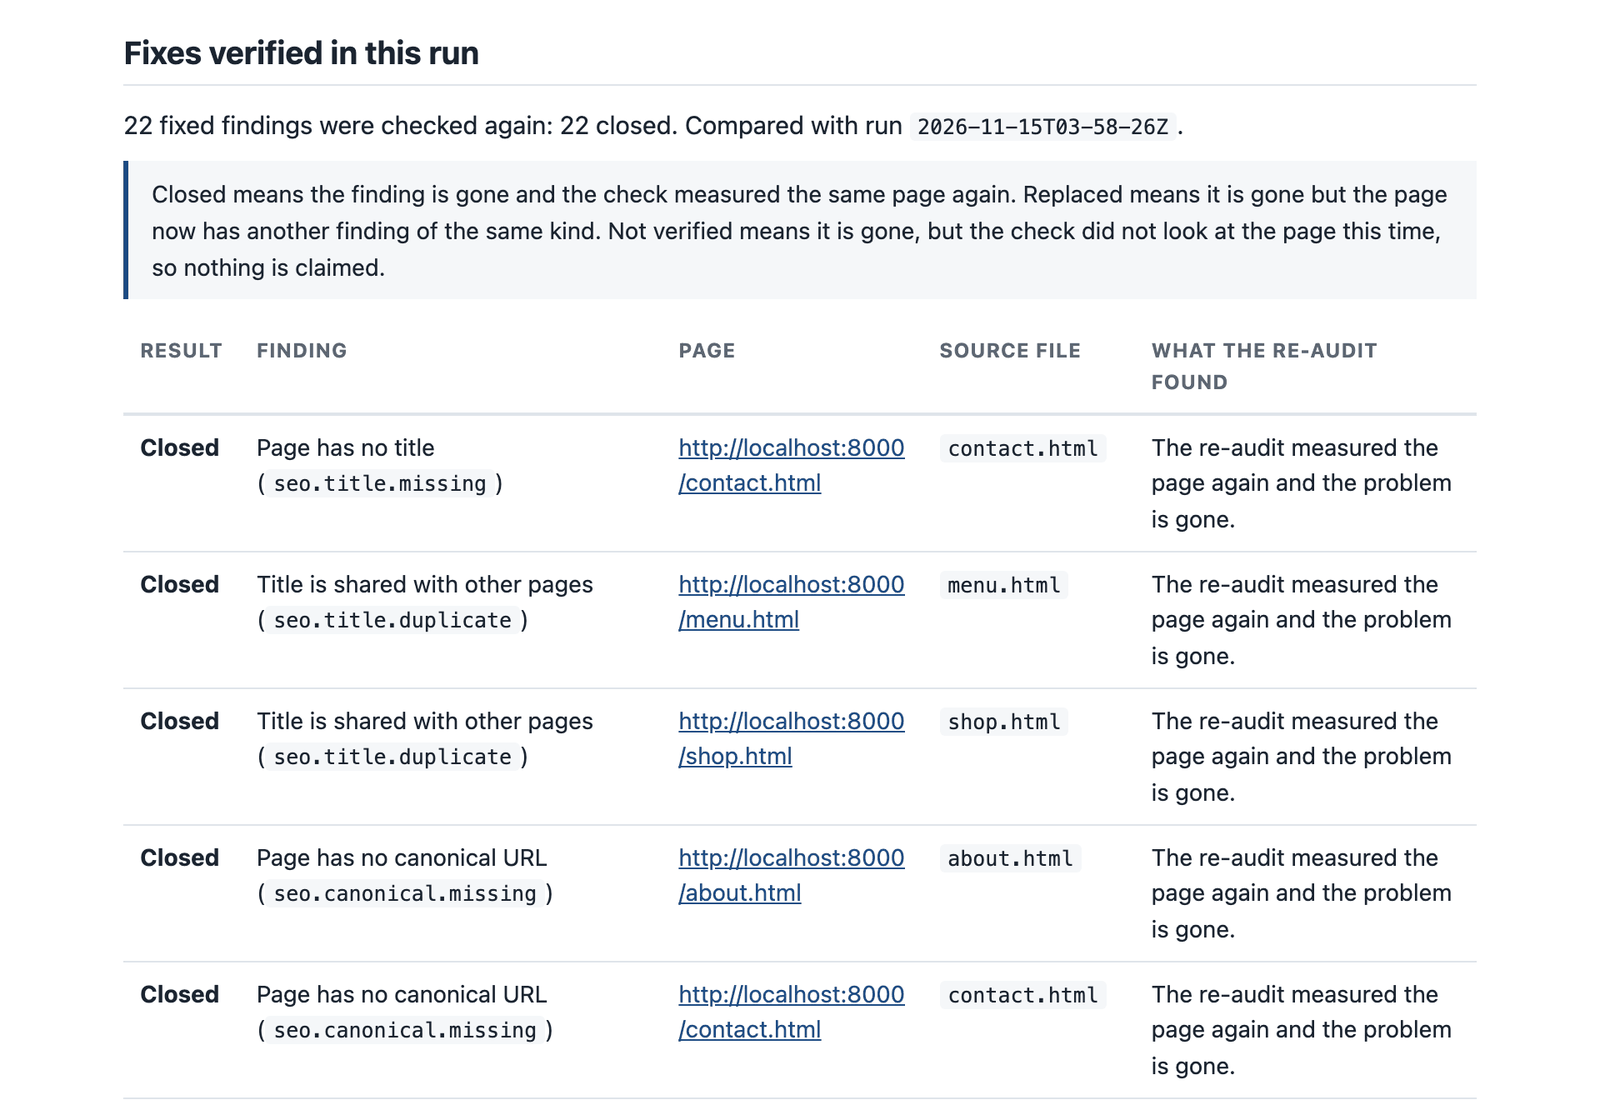 Fixes verified in this run
22 fixed findings were checked again: 22 closed. Compared with run 2026-11-15T03-58-26Z.
Closed means the finding is gone and the check measured the same page again. Replaced means it is gone but the page
now has another finding of the same kind. Not verified means it is gone, but the check did not look at the page this time,
so nothing is claimed.
RESULT FINDING PAGE SOURCE FILE WHAT THE RE-AUDIT
FOUND
Closed Page has no title http://localhost:8000 contact.html The re-audit measured the
(seo.title.missing) /contact.html page again and the problem
is gone.
Closed Title is shared with other pages http://localhost:8000 menu.html The re-audit measured the
(seo.title.duplicate) /menu.html page again and the problem
is gone.
Closed Title is shared with other pages http://localhost:8000 shop.html The re-audit measured the
(seo.title.duplicate) /shop.html page again and the problem
is gone.
Closed Page has no canonical URL http://localhost:8000 about.html The re-audit measured the
(seo.canonical.missing) /about.html page again and the problem
is gone.
Closed Page has no canonical URL http://localhost:8000 contact.html The re-audit measured the
(seo.canonical.missing) /contact.html page again and the problem
is gone.